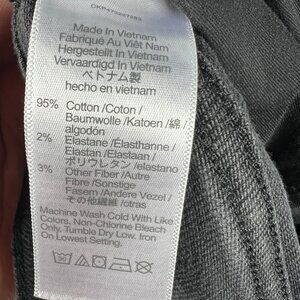 Made In Vietnam
Fabriqué Au Viêt Nam
Hergestellt In Vietnam
Vervaardigd In Vietnam
ベトナム製
hecho en vietnam
95% Cotton /Coton /
Baumwolle /Katoen /綿 /
algodón
2% Elastane /Élasthanne /
Elastan /Elastaan /
ポリウレタン /elastano
3% Other Fiber /Autre
Fibre /Sonstige
Fasern /Andere Vezel /
その他繊維 /otras
Machine Wash Cold With Like
Colors. Non-Chlorine Bleach
Only. Tumble Dry Low. Iron On
Lowest Setting.